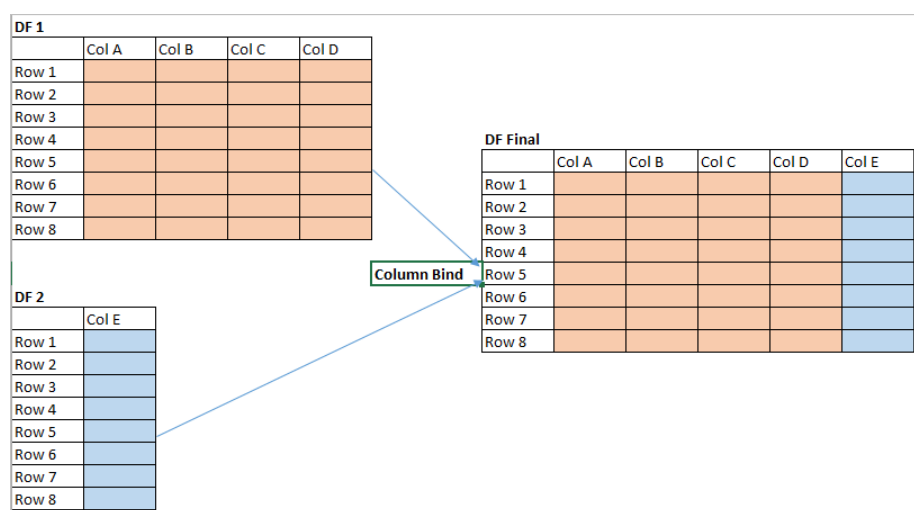 DF 1
Col A Col B Col C Col D
Row 1
Row 2
Row 3
Row 4
Row 5
Row 6
Row 7
Row 8
DF 2
Col E
Row 1
Row 2
Row 3
Row 4
Row 5
Row 6
Row 7
Row 8
Column Bind
DF Final
Col A Col B Col C Col D Col E
Row 1
Row 2
Row 3
Row 4
Row 5
Row 6
Row 7
Row 8